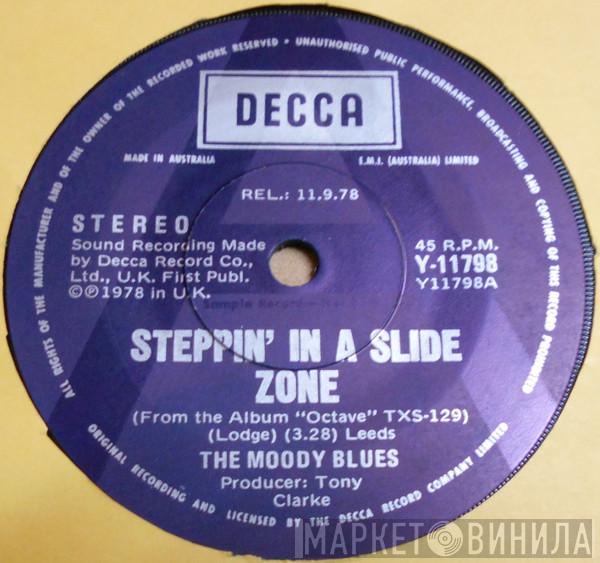 ALL RIGHTS OF THE MANUFACTURER AND OF THE OWNER OF THE RECORDED WORK RESERVED • UNAUTHORISED PUBLIC PERFORMANCE, BROADCASTING AND COPYING OF THIS RECORD PROHIBITED
DECCA
MADE IN AUSTRALIA
E.M.I. (AUSTRALIA) LIMITED
REL.: 11.9.78
STEREO
Sound Recording Made
by Decca Record Co.,
Ltd., U.K. First Publ.
©℗1978 in U.K.
45 R.P.M.
Y-11798
Y11798A
Sample Record
STEPPIN' IN A SLIDE
ZONE
(From the Album "Octave" TXS-129)
(Lodge) (3.28) Leeds
THE MOODY BLUES
Producer: Tony
Clarke
ORIGINAL RECORDING AND LICENSED BY THE DECCA RECORD COMPANY LIMITED
МАРКЕТ ВИНИЛА